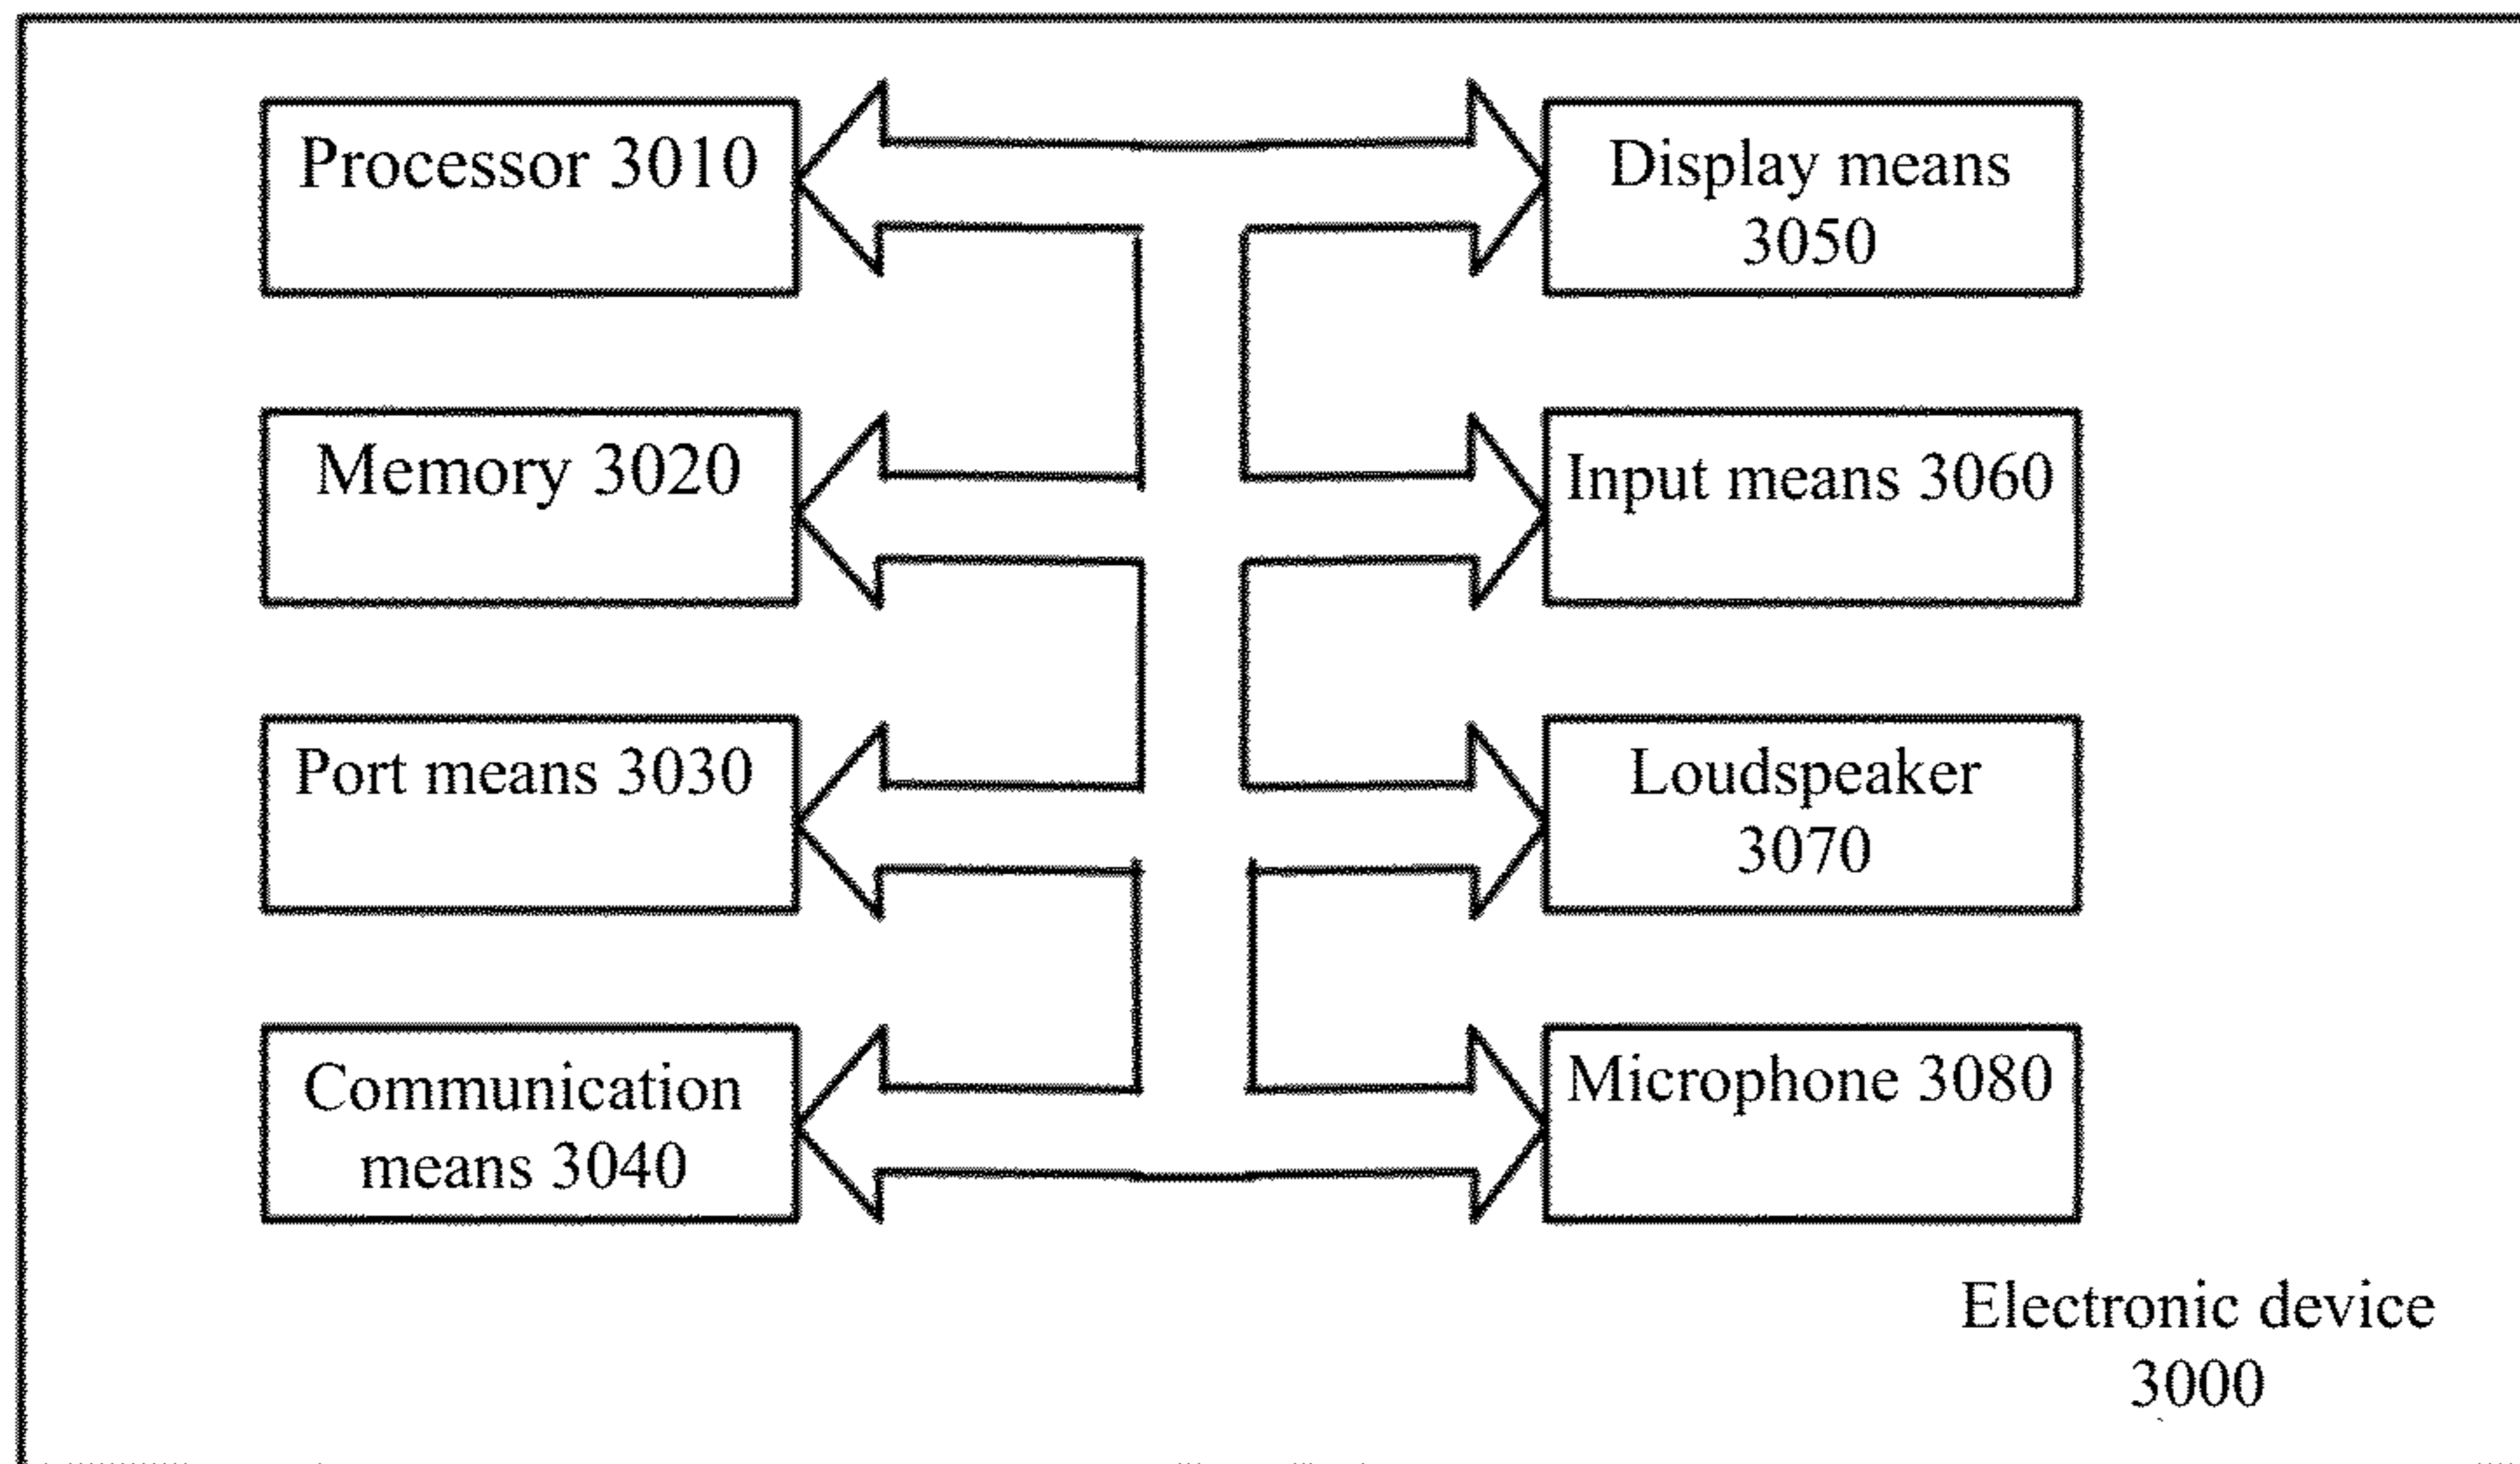 Processor 3010
Display means
3050
Memory 3020
Input means 3060
Port means 3030
Loudspeaker
3070
Communication
means 3040
Microphone 3080
Electronic device
3000